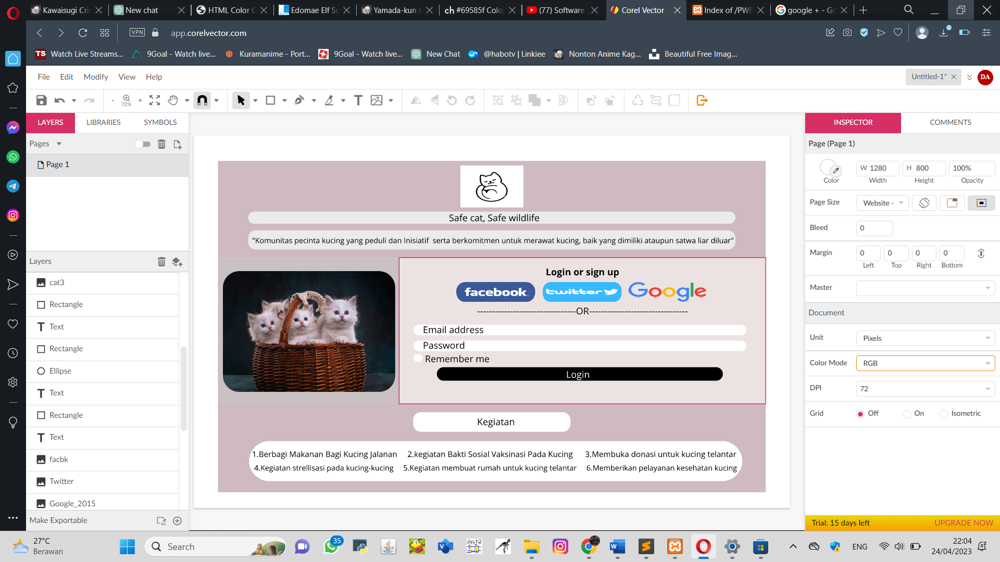 Kawaisugi Cri
New chat
HTML Color C
Edomae Elf Su
Yamada-kun t
ch #69585f Color
(77) Software
Corel Vector
Index of /PWE
google + - Go
VPN
app.corelvector.com
TS Watch Live Streams...
9Goal - Watch live...
Kuramanime - Port...
9Goal - Watch live...
New Chat
@habotv | Linkiee
Nonton Anime Kag...
Beautiful Free Imag...
File Edit Modify View Help
Untitled-1*
DA
- 72% +
LAYERS LIBRARIES SYMBOLS
Pages
Page 1
Layers
cat3
Rectangle
Text
Rectangle
Ellipse
Text
Rectangle
Text
facbk
Twitter
Google_2015
Make Exportable
Safe cat, Safe wildlife
"Komunitas pecinta kucing yang peduli dan Inisiatif serta berkomitmen untuk merawat kucing, baik yang dimiliki ataupun satwa liar diluar"
Login or sign up
facebook.
twitter
Google
---------------------------------OR---------------------------------
Email address
Password
Remember me
Login
Kegiatan
1.Berbagi Makanan Bagi Kucing Jalanan 2.kegiatan Bakti Sosial Vaksinasi Pada Kucing 3.Membuka donasi untuk kucing telantar
4.Kegiatan strellisasi pada kucing-kucing 5.Kegiatan membuat rumah untuk kucing telantar 6.Memberikan pelayanan kesehatan kucing
INSPECTOR COMMENTS
Page (Page 1)
W 1280 H 800 100%
Color Width Height Opacity
Page Size Website -
Bleed 0
Margin 0 0 0 0
Left Top Right Bottom
Master
Document
Unit Pixels
Color Mode RGB
DPI 72
Grid Off On Isometric
Trial: 15 days left UPGRADE NOW
27°C
Berawan
Search
35
dsch2
ENG
22:04
24/04/2023